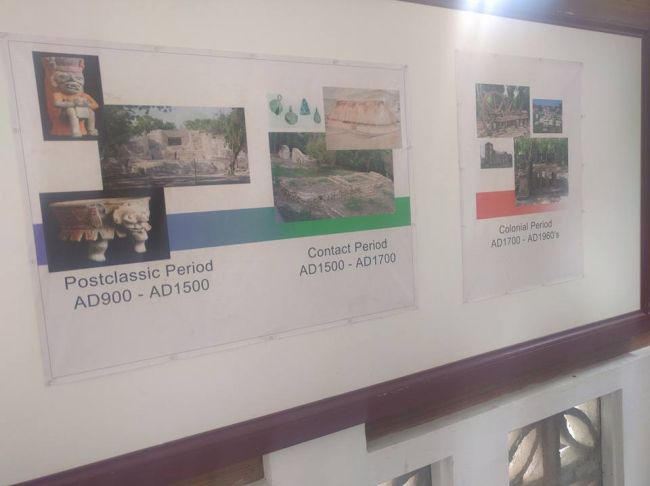 Postclassic Period
AD900 - AD1500
Contact Period
AD1500 - AD1700
Colonial Period
AD1700 - AD1960's